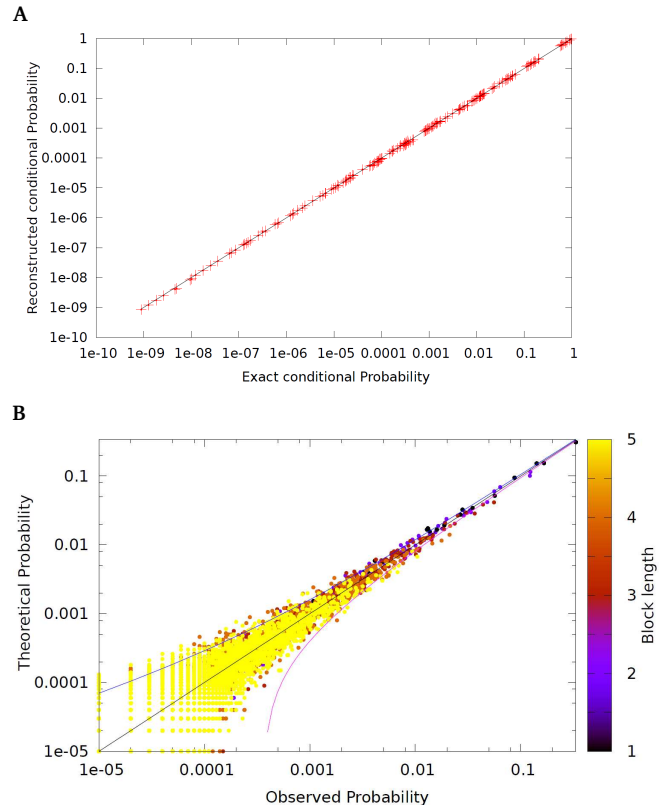 A
1
0.1
0.01
0.001
0.0001
1e-05
1e-06
1e-07
1e-08
1e-09
1e-10
Reconstructed conditional Probability
1e-10 1e-09 1e-08 1e-07 1e-06 1e-05 0.0001 0.001 0.01 0.1 1
Exact conditional Probability
B
0.1
0.01
0.001
0.0001
1e-05
Theoretical Probability
1e-05 0.0001 0.001 0.01 0.1
Observed Probability
5
4
3
2
1
Block length